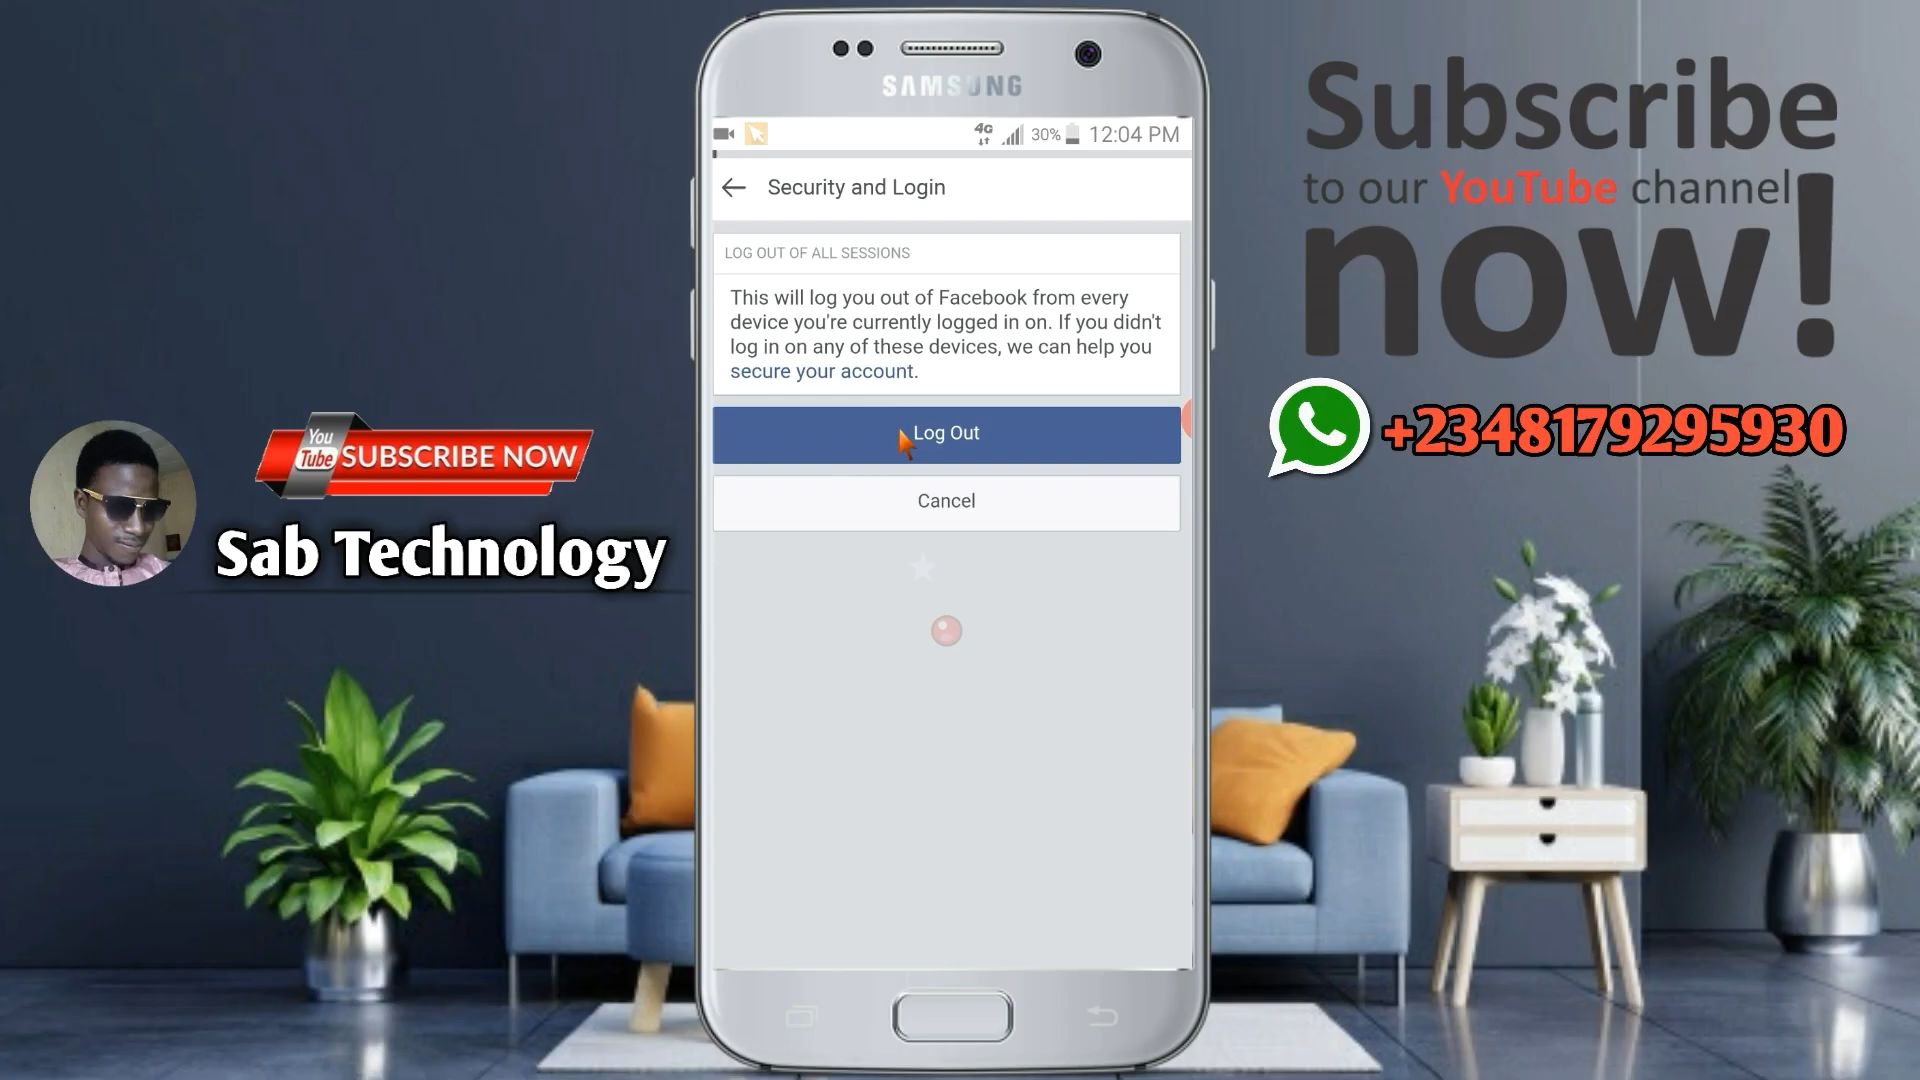 SAMSUNG
4G
30%
12:04 PM
Security and Login
LOG OUT OF ALL SESSIONS
This will log you out of Facebook from every
device you're currently logged in on. If you didn't
log in on any of these devices, we can help you
secure your account.
Log Out
Cancel
You
Tube
SUBSCRIBE NOW
Sab Technology
Subscribe
to our YouTube channel
now!
+2348179295930